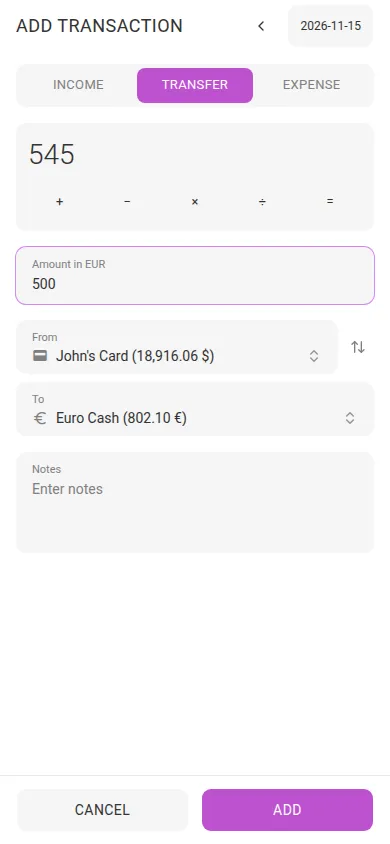 ADD TRANSACTION
2026-11-15
INCOME TRANSFER EXPENSE
545
+ − × ÷ =
Amount in EUR
500
From
John's Card (18,916.06 $)
To
€ Euro Cash (802.10 €)
Notes
Enter notes
CANCEL ADD